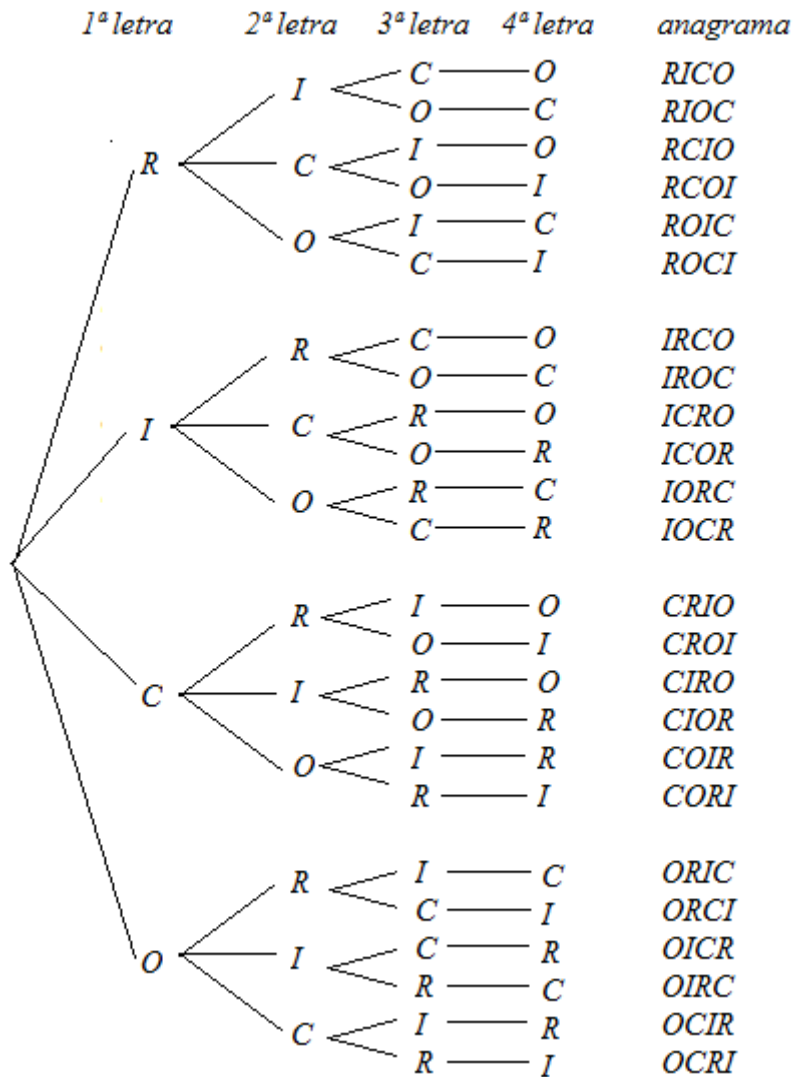 1ª letra 2ª letra 3ª letra 4ª letra anagrama
I C O RICO
O C RIOC
R C I O RCIO
O I RCOI
O I C ROIC
C I ROCI
R C O IRCO
O C IROC
I C R O ICRO
O R ICOR
O R C IORC
C R IOCR
R I O CRIO
O I CROI
C I R O CIRO
O R CIOR
O I R COIR
R I CORI
R I C ORIC
C I ORCI
O I C R OICR
R C OIRC
C I R OCIR
R I OCRI